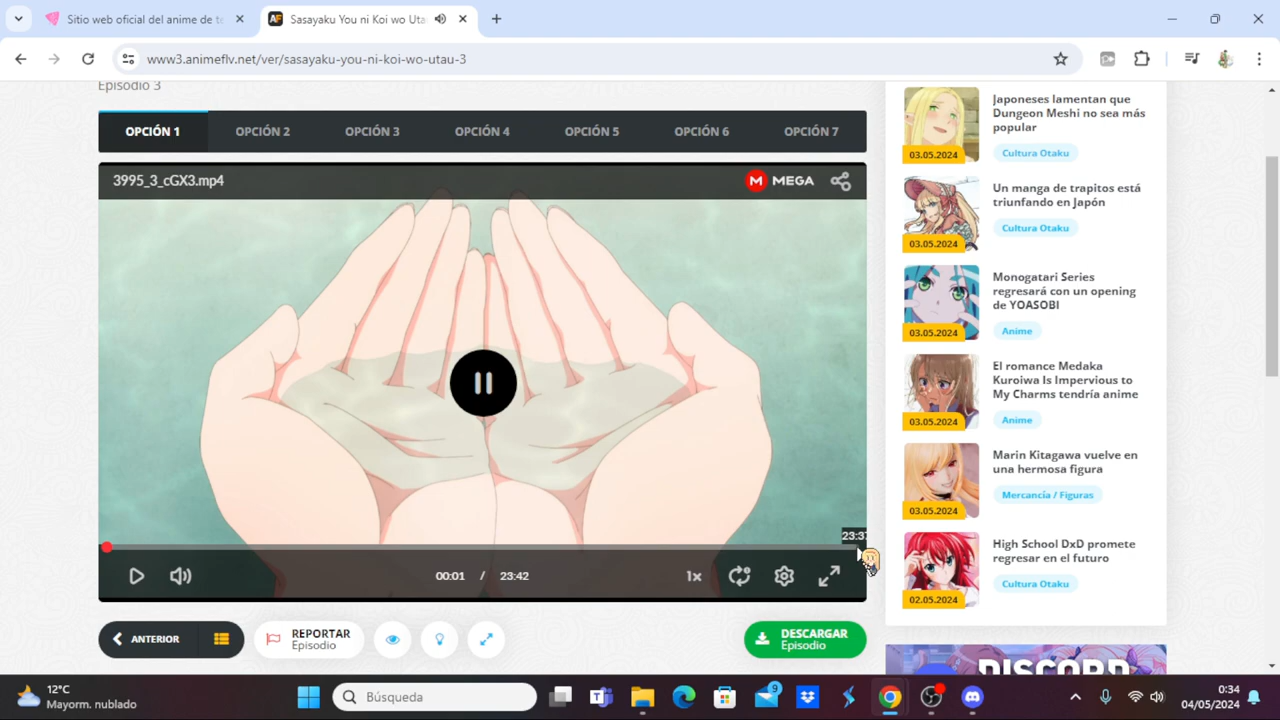 Sitio web oficial del anime de te
Sasayaku You ni Koi wo Uta
www3.animeflv.net/ver/sasayaku-you-ni-koi-wo-utau-3
Episodio 3
OPCIÓN 1
OPCIÓN 2
OPCIÓN 3
OPCIÓN 4
OPCIÓN 5
OPCIÓN 6
OPCIÓN 7
3995_3_cGX3.mp4
M MEGA
23:37
00:01 / 23:42
1x
ANTERIOR
REPORTAR
Episodio
DESCARGAR
Episodio
Japoneses lamentan que
Dungeon Meshi no sea más
popular
Cultura Otaku
03.05.2024
Un manga de trapitos está
triunfando en Japón
Cultura Otaku
03.05.2024
Monogatari Series
regresará con un opening
de YOASOBI
Anime
03.05.2024
El romance Medaka
Kuroiwa Is Impervious to
My Charms tendría anime
Anime
03.05.2024
Marin Kitagawa vuelve en
una hermosa figura
Mercancía / Figuras
03.05.2024
High School DxD promete
regresar en el futuro
Cultura Otaku
02.05.2024
DISCORD
12°C
Mayorm. nublado
Búsqueda
9
0:34
04/05/2024